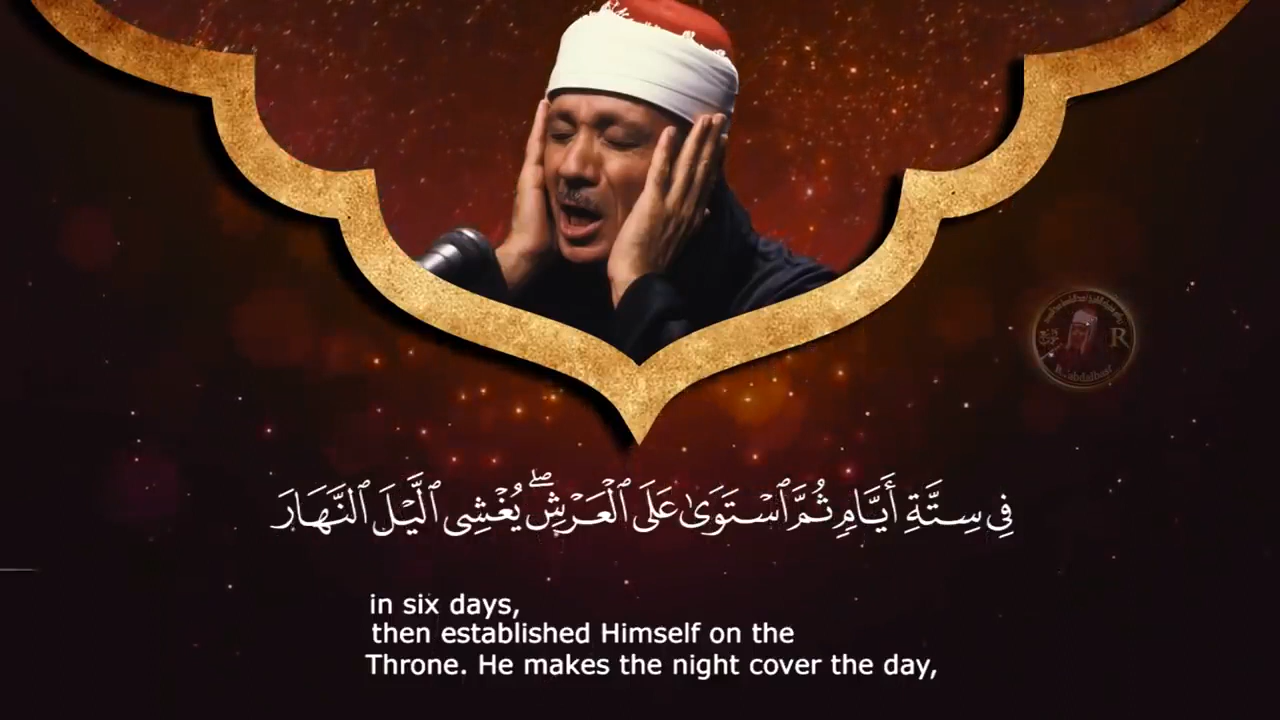 فِي سِتَّةِ أَيَّامٍ ثُمَّ ٱسۡتَوَىٰ عَلَى ٱلۡعَرۡشِۖ يُغۡشِي ٱلَّيۡلَ ٱلنَّهَارَ
R
in six days,
then established Himself on the
Throne. He makes the night cover the day,